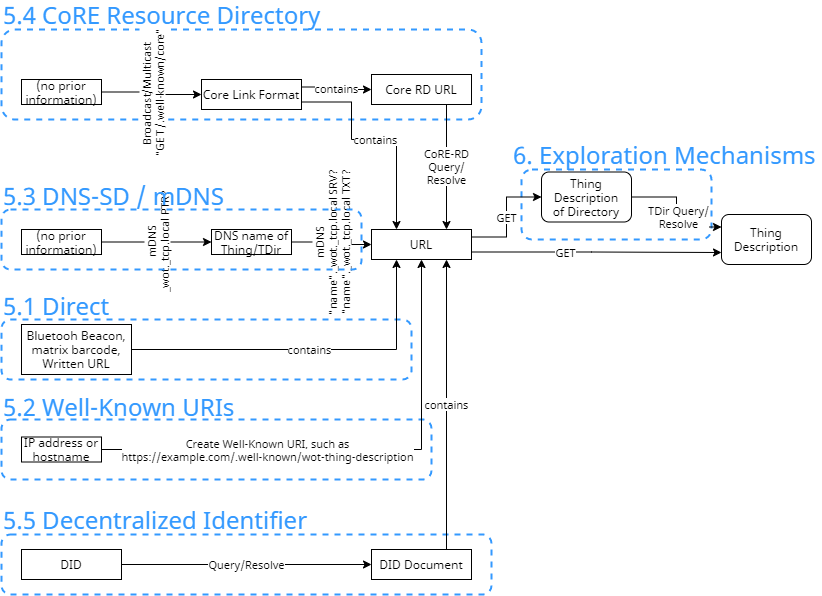 5.4 CoRE Resource Directory
(no prior
information)
Broadcast/Multicast
"GET /.well-known/core"
Core Link Format
contains
Core RD URL
contains
CoRE-RD
Query/
Resolve
6. Exploration Mechanisms
Thing
Description
of Directory
GET
TDir Query/
Resolve
Thing
Description
GET
5.3 DNS-SD / mDNS
(no prior
information)
mDNS
_wot._tcp.local PTR?
DNS name of
Thing/TDir
mDNS
"name"._wot._tcp.local SRV?
"name"._wot._tcp.local TXT?
URL
5.1 Direct
Bluetooh Beacon,
matrix barcode,
Written URL
contains
5.2 Well-Known URIs
IP address or
hostname
Create Well-Known URI, such as
https://example.com/.well-known/wot-thing-description
contains
5.5 Decentralized Identifier
DID
Query/Resolve
DID Document